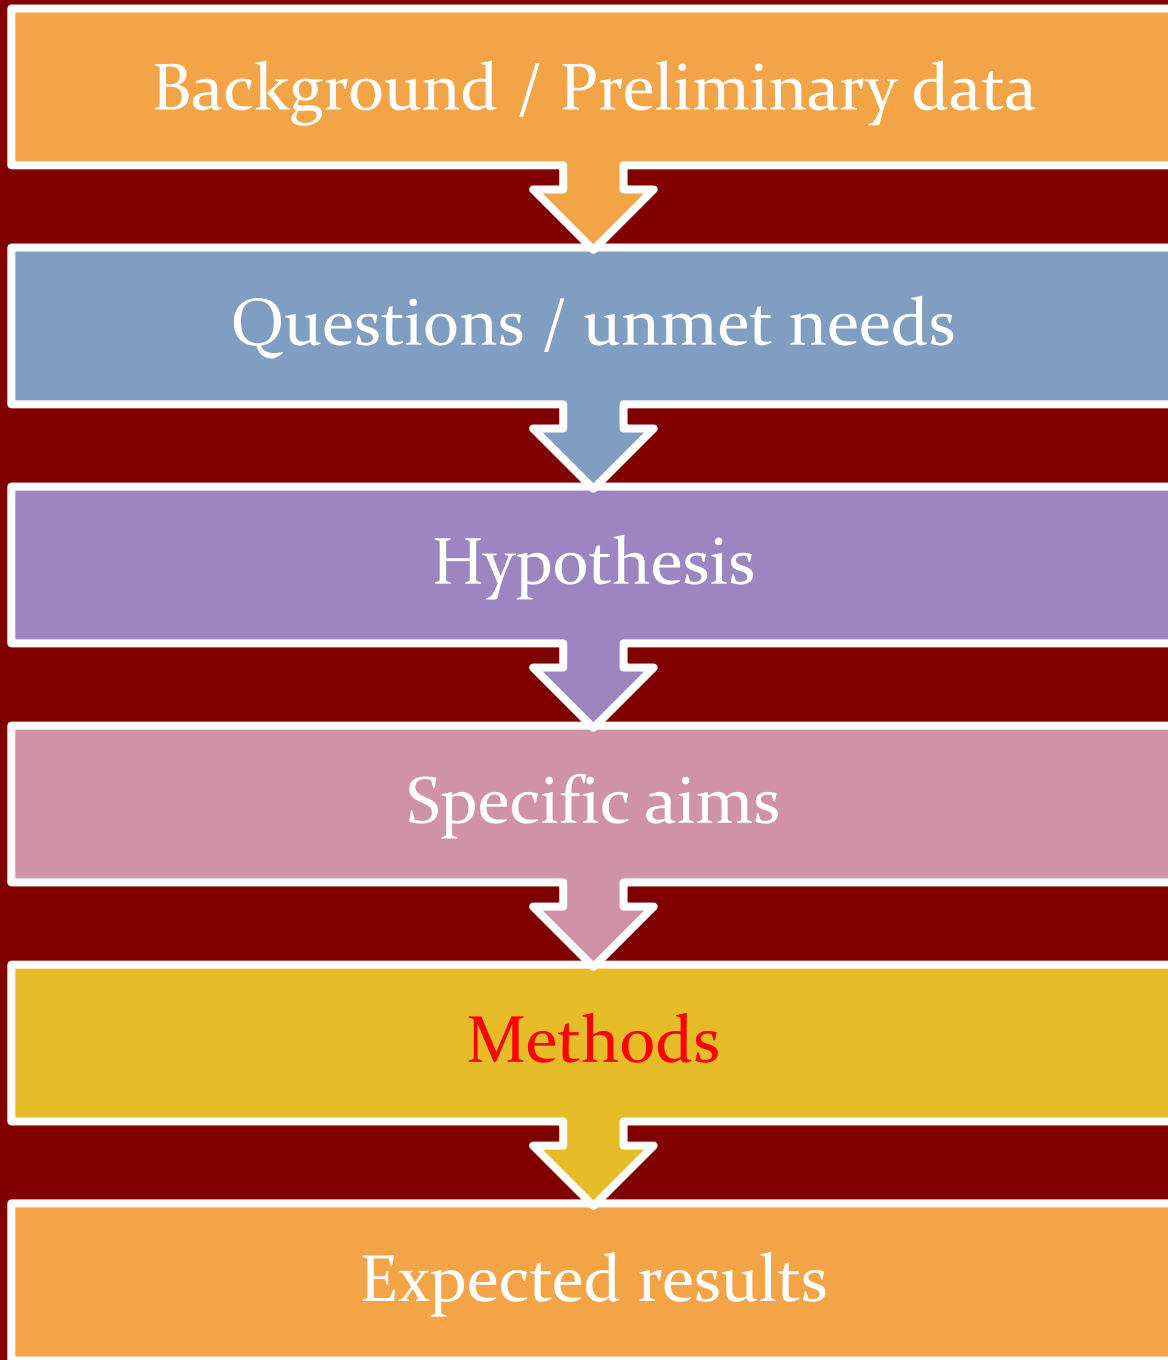 Background / Preliminary data
Questions / unmet needs
Hypothesis
Specific aims
Methods
Expected results